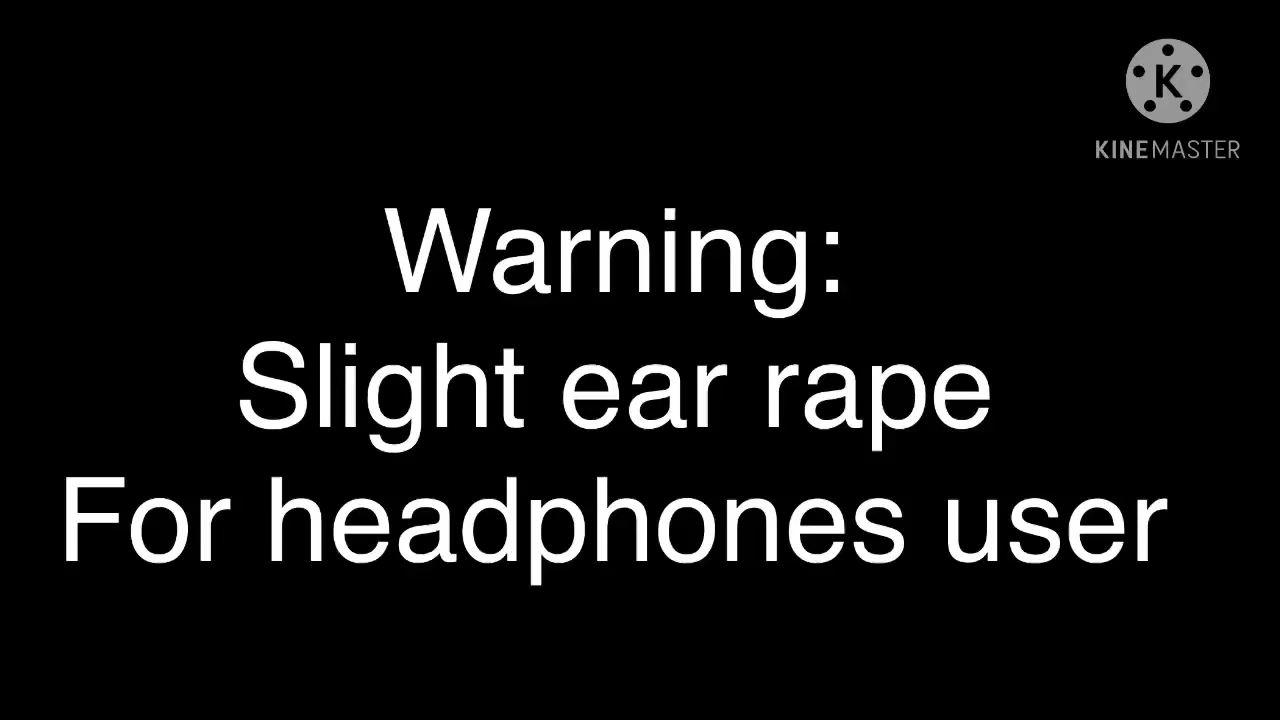 K
KINEMASTER
Warning:
Slight ear rape
For headphones user